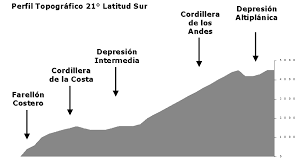 Perfil Topográfico 21° Latitud Sur
Farellón
Costero
Cordillera
de la Costa
Depresión
Intermedia
Cordillera
de los
Andes
Depresión
Altiplánica